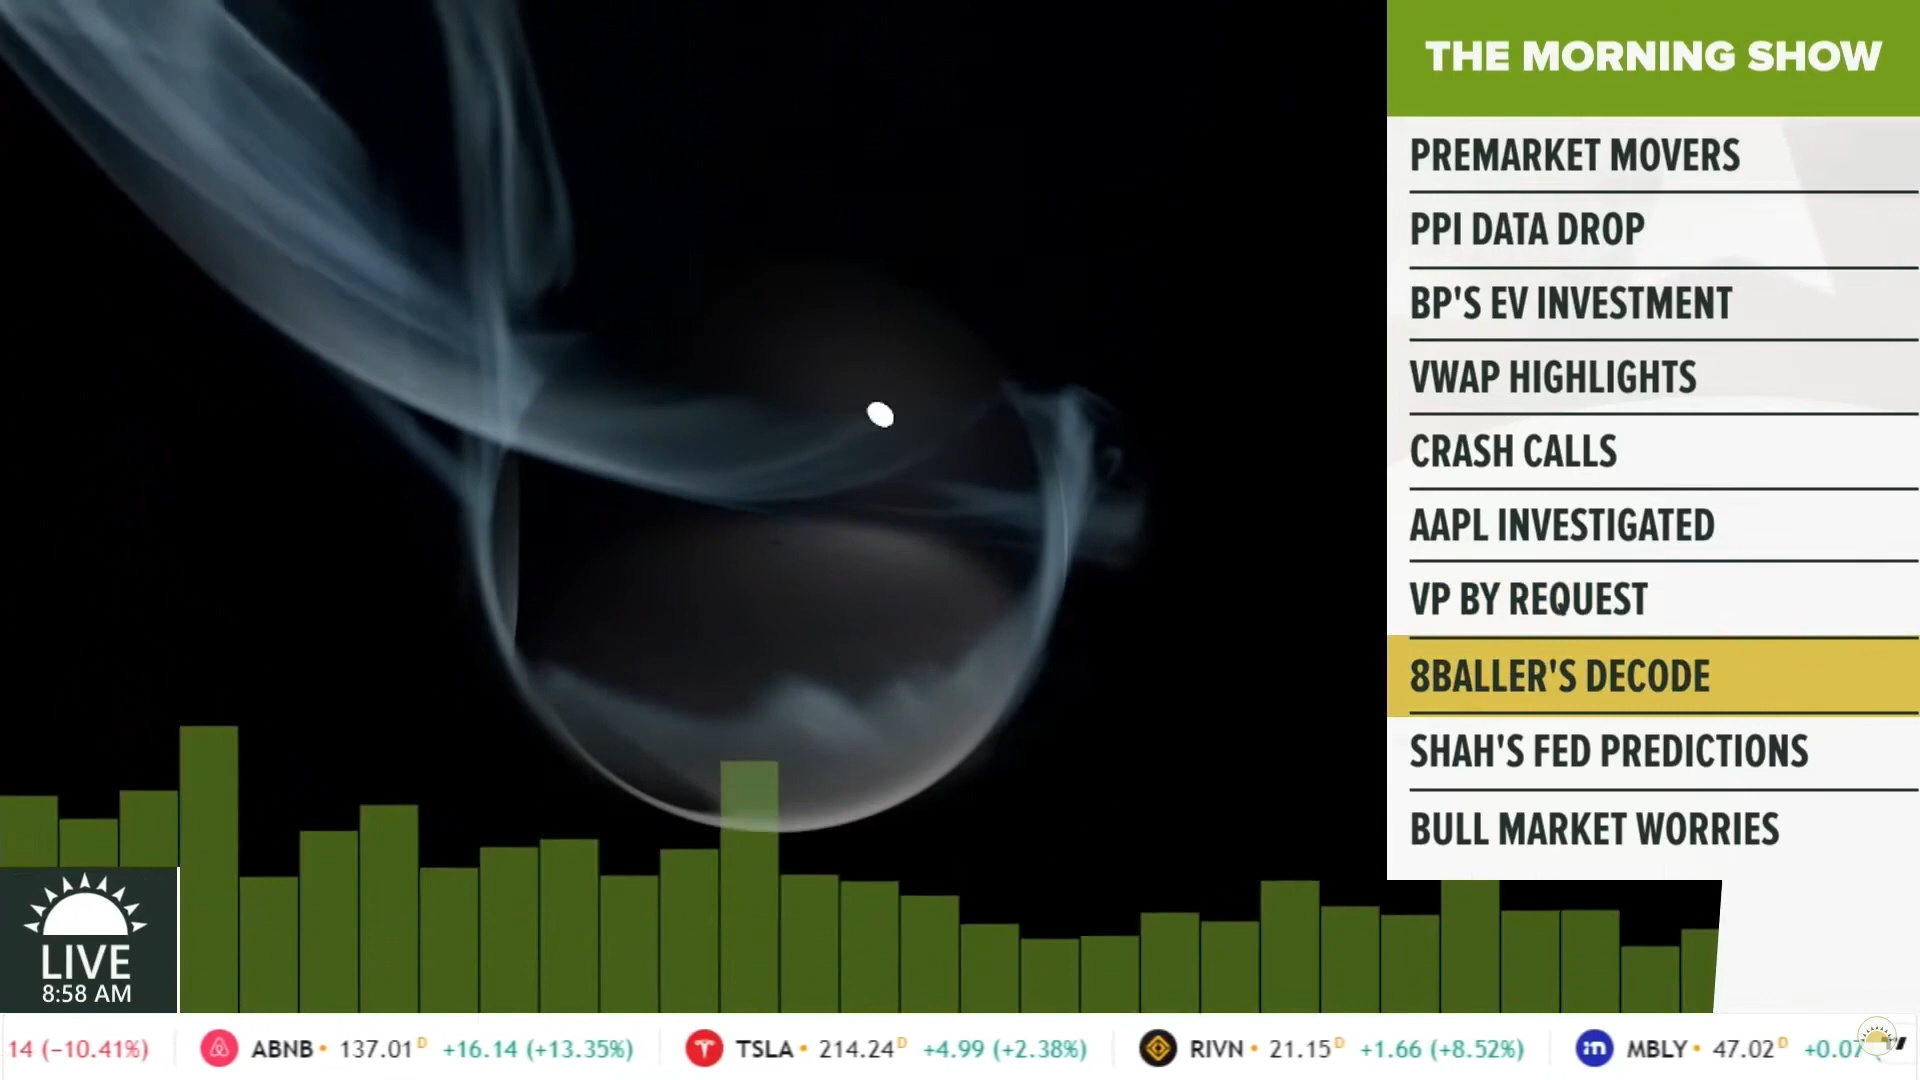 THE MORNING SHOW
PREMARKET MOVERS
PPI DATA DROP
BP'S EV INVESTMENT
VWAP HIGHLIGHTS
CRASH CALLS
AAPL INVESTIGATED
VP BY REQUEST
8BALLER'S DECODE
SHAH'S FED PREDICTIONS
BULL MARKET WORRIES
LIVE
8:58 AM
14 (−10.41%) ABNB • 137.01 D +16.14 (+13.35%) TSLA • 214.24 D +4.99 (+2.38%) RIVN • 21.15 D +1.66 (+8.52%) MBLY • 47.02 D +0.07